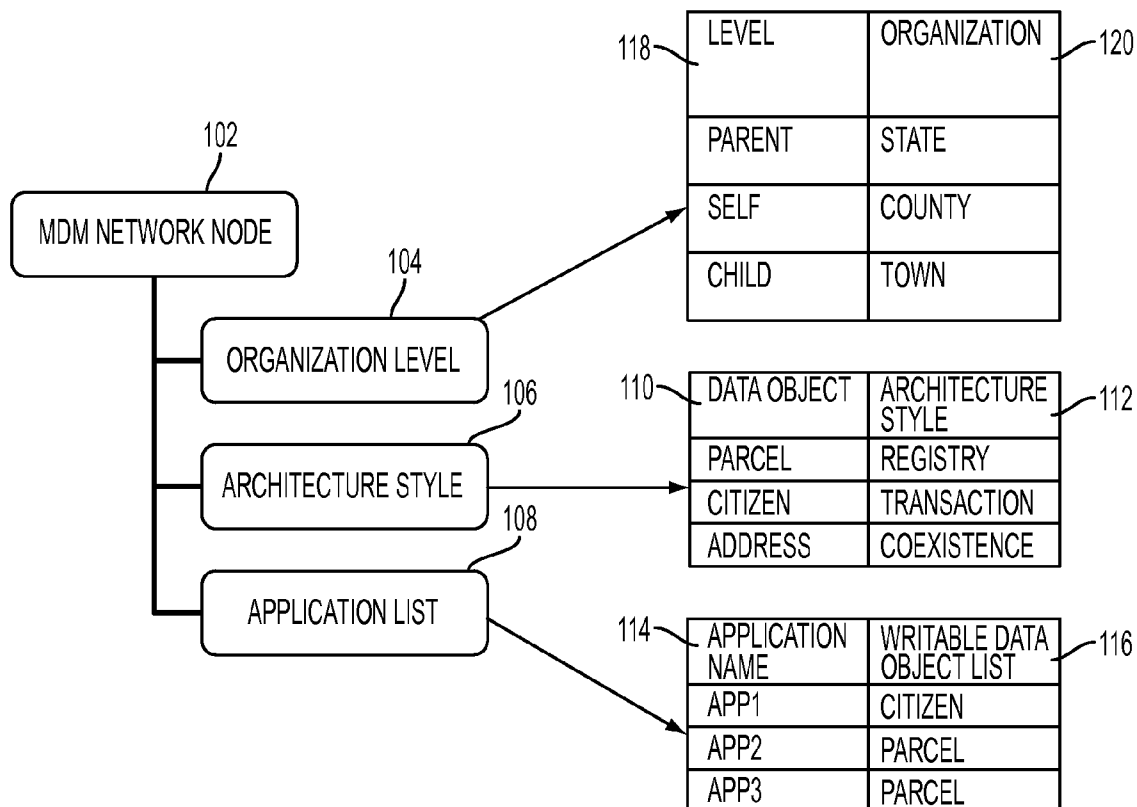 102
MDM NETWORK NODE
104
ORGANIZATION LEVEL
106
ARCHITECTURE STYLE
108
APPLICATION LIST
118
LEVEL ORGANIZATION
120
PARENT STATE
SELF COUNTY
CHILD TOWN
110
DATA OBJECT ARCHITECTURE
STYLE
112
PARCEL REGISTRY
CITIZEN TRANSACTION
ADDRESS COEXISTENCE
114
APPLICATION WRITABLE DATA
NAME OBJECT LIST
116
APP1 CITIZEN
APP2 PARCEL
APP3 PARCEL